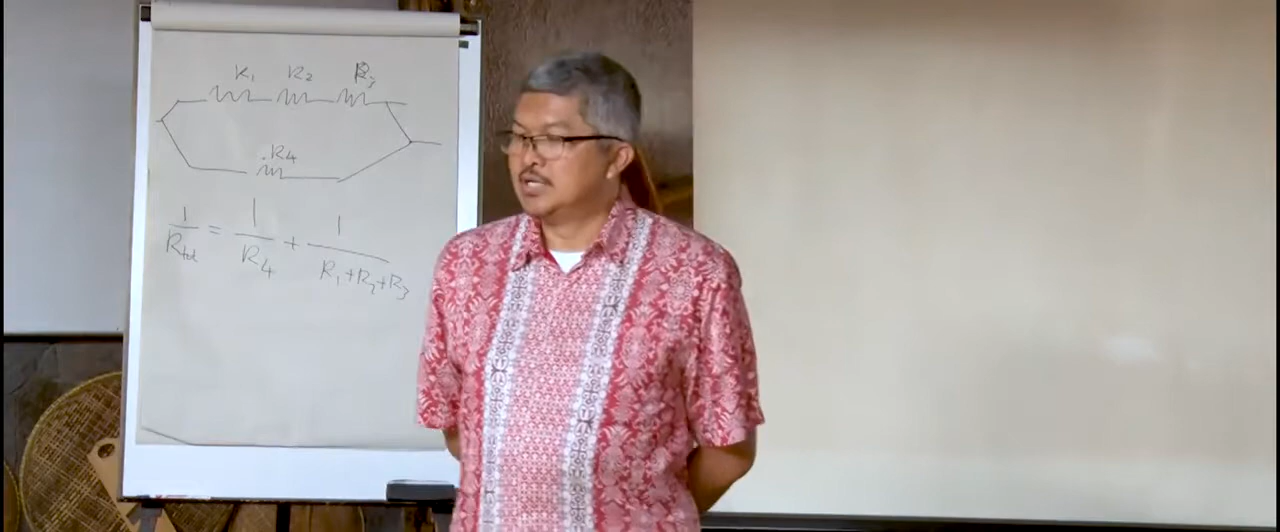 R₁ R₂ R₃
R₄
1/Rtot = 1/R₄ + 1/(R₁+R₂+R₃)